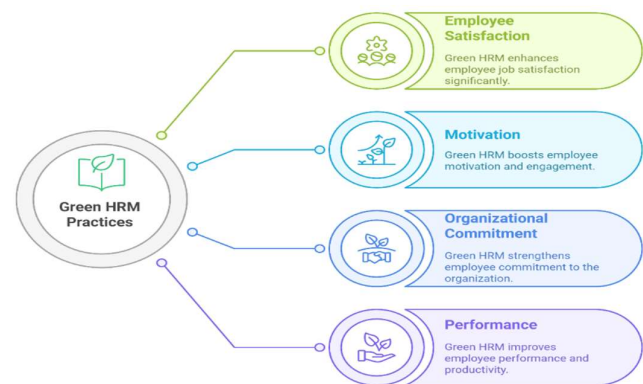 Green HRM
Practices
Employee
Satisfaction
Green HRM enhances
employee job satisfaction
significantly.
Motivation
Green HRM boosts employee
motivation and engagement.
Organizational
Commitment
Green HRM strengthens
employee commitment to the
organization.
Performance
Green HRM improves
employee performance and
productivity.